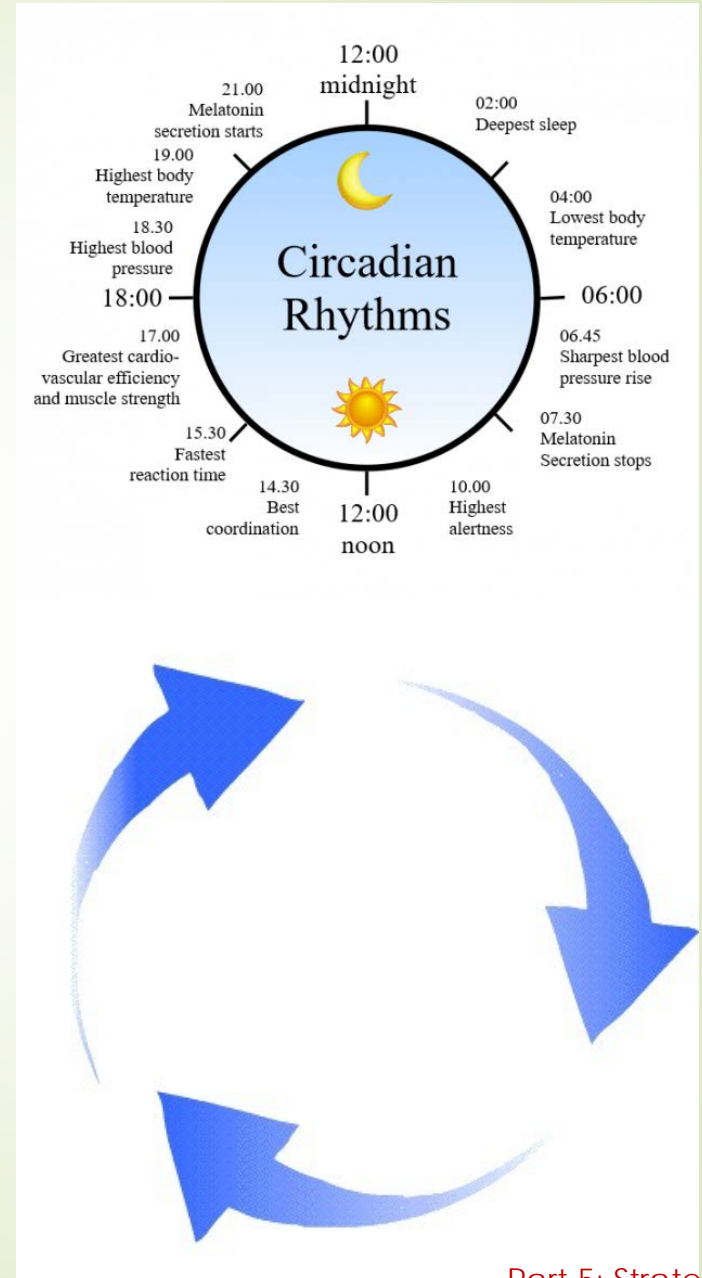 12:00
midnight
21.00
Melatonin
secretion starts
02:00
Deepest sleep
19.00
Highest body
temperature
04:00
Lowest body
temperature
18.30
Highest blood
pressure
Circadian
Rhythms
18:00
06:00
17.00
Greatest cardio-
vascular efficiency
and muscle strength
06.45
Sharpest blood
pressure rise
15.30
Fastest
reaction time
07.30
Melatonin
Secretion stops
14.30
Best
coordination
12:00
noon
10.00
Highest
alertness